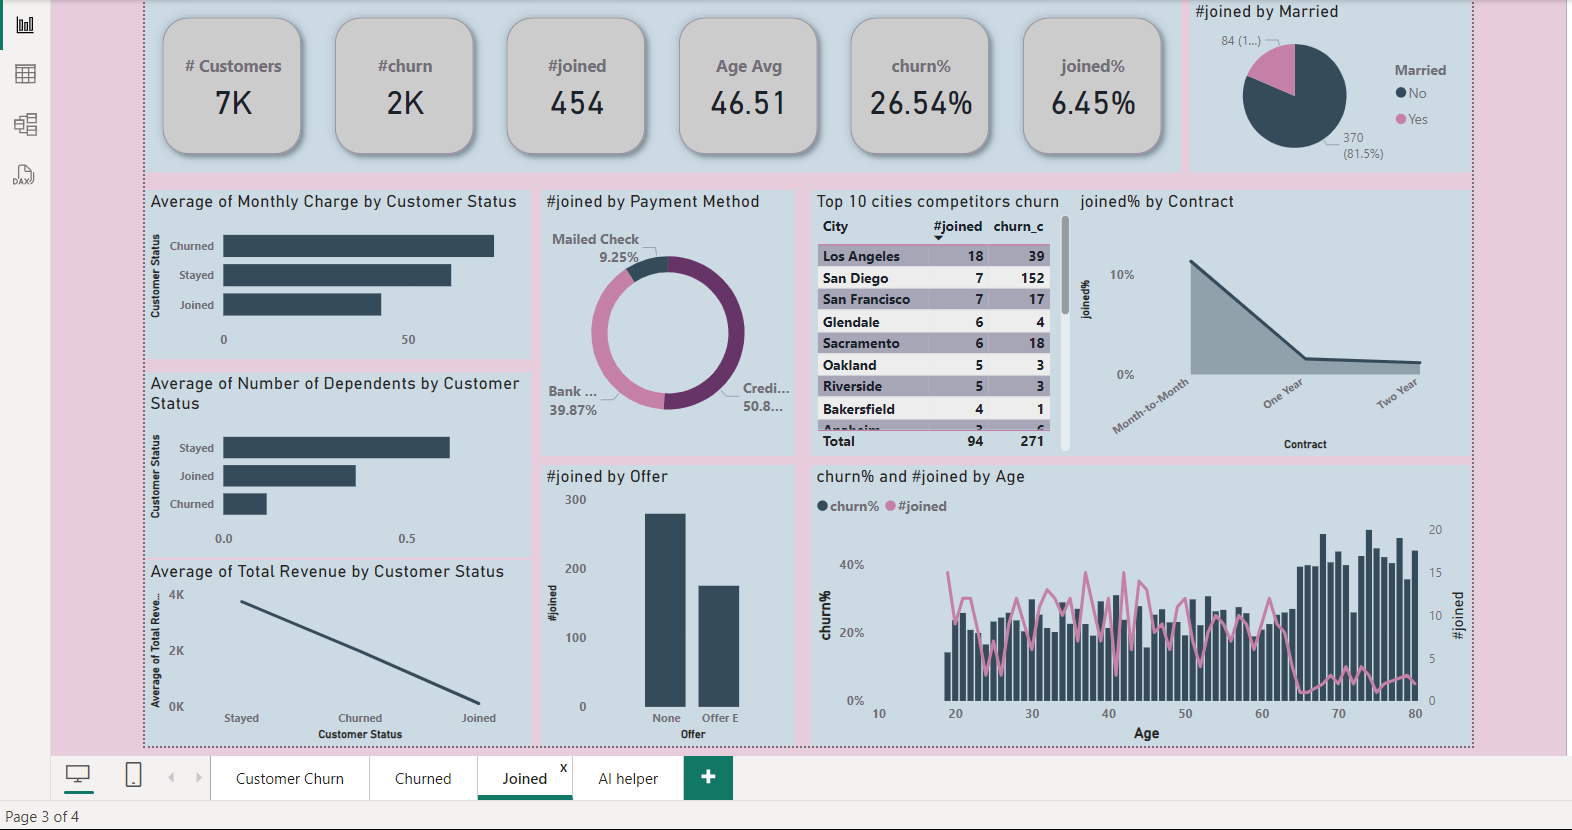 # Customers
7K
#churn
2K
#joined
454
Age Avg
46.51
churn%
26.54%
joined%
6.45%
#joined by Married
84 (1...)
370
(81.5%)
Married
No
Yes
Average of Monthly Charge by Customer Status
Customer Status
Churned
Stayed
Joined
0
50
#joined by Payment Method
Mailed Check
9.25%
Bank ...
39.87%
Credi...
50.8...
Top 10 cities competitors churn
City #joined churn_c
Los Angeles 18 39
San Diego 7 152
San Francisco 7 17
Glendale 6 4
Sacramento 6 18
Oakland 5 3
Riverside 5 3
Bakersfield 4 1
Anaheim 3 6
Total 94 271
joined% by Contract
joined%
10%
0%
Month-to-Month
One Year
Two Year
Contract
Average of Number of Dependents by Customer
Status
Customer Status
Stayed
Joined
Churned
0.0
0.5
#joined by Offer
#joined
300
200
100
0
None
Offer E
Offer
churn% and #joined by Age
churn%
#joined
churn%
40%
20%
0%
20
15
10
5
0
#joined
10 20 30 40 50 60 70 80
Age
Average of Total Revenue by Customer Status
Average of Total Reve...
4K
2K
0K
Stayed
Churned
Joined
Customer Status
DAX
Customer Churn
Churned
Joined
x
AI helper
+
Page 3 of 4